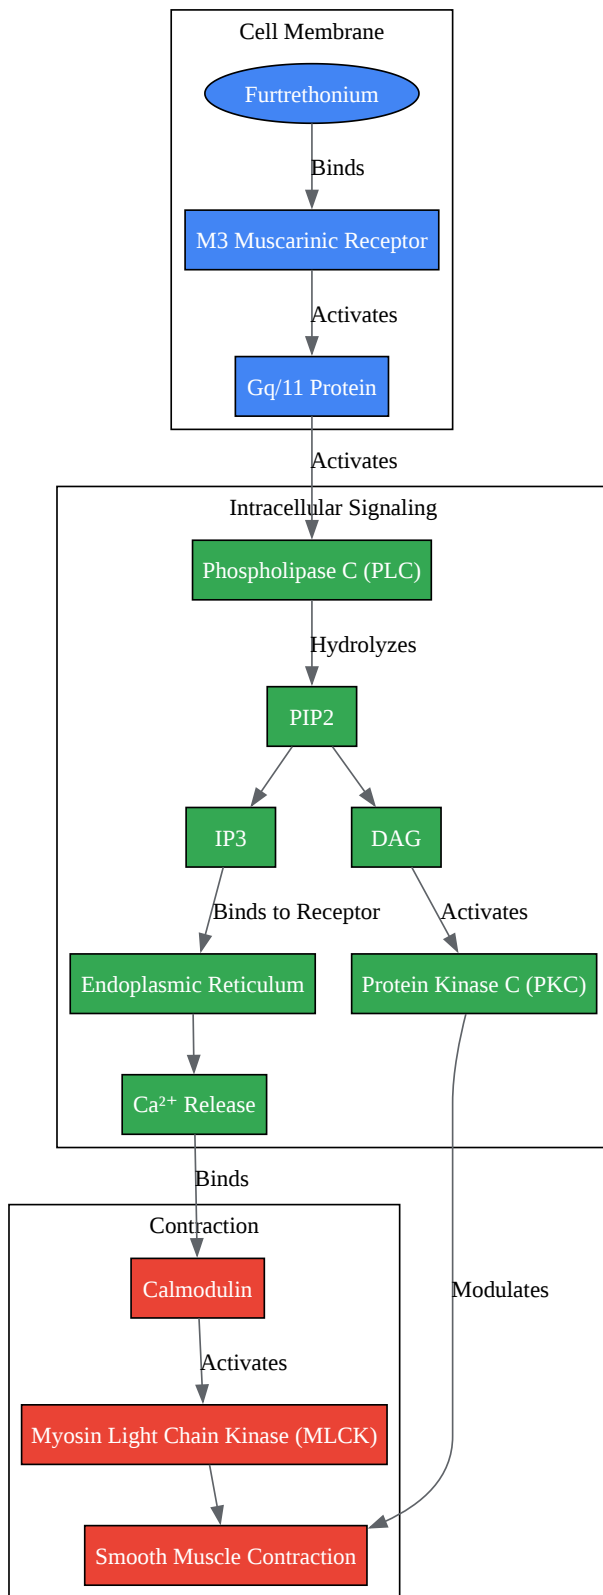 Cell Membrane
Furtrethonium
Binds
M3 Muscarinic Receptor
Activates
Gq/11 Protein
Activates
Intracellular Signaling
Phospholipase C (PLC)
Hydrolyzes
PIP2
IP3
DAG
Binds to Receptor
Activates
Endoplasmic Reticulum
Protein Kinase C (PKC)
Ca²⁺ Release
Binds
Contraction
Calmodulin
Modulates
Activates
Myosin Light Chain Kinase (MLCK)
Smooth Muscle Contraction